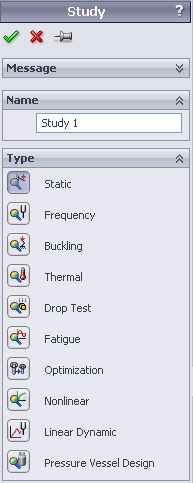 Study ?
Message
Name
Study 1
Type
Static
Frequency
Buckling
Thermal
Drop Test
Fatigue
Optimization
Nonlinear
Linear Dynamic
Pressure Vessel Design